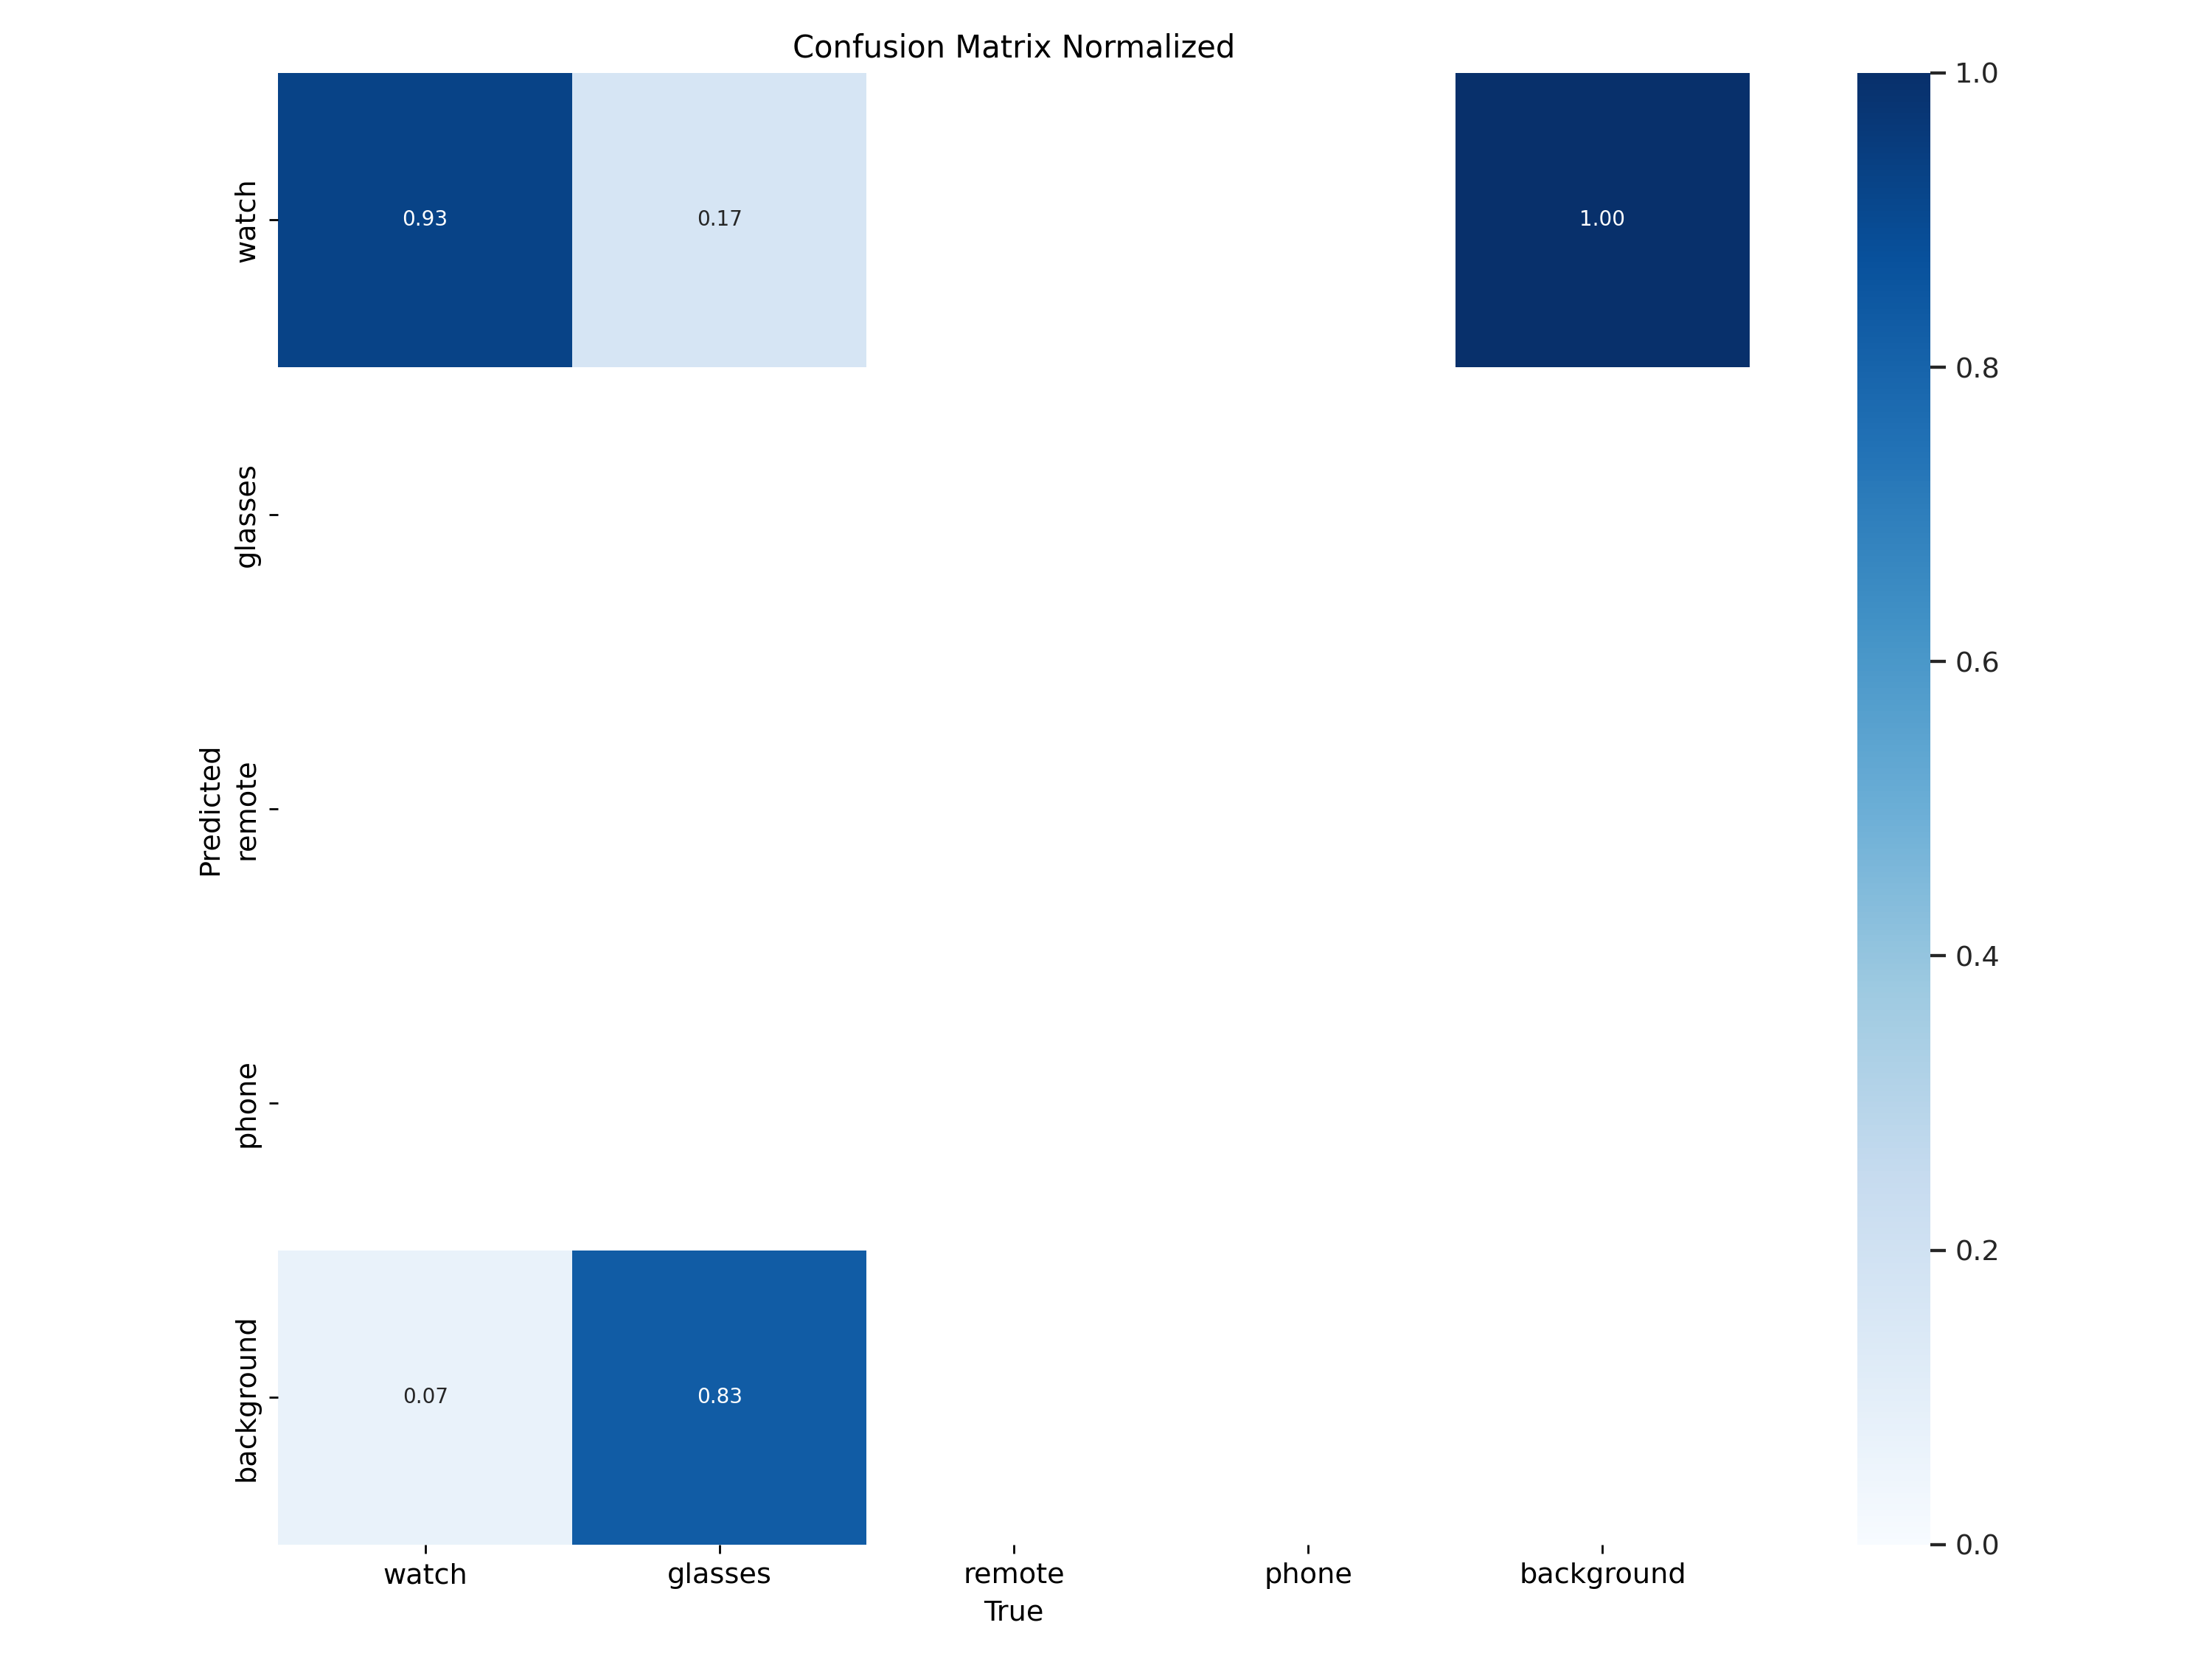 Confusion Matrix Normalized
watch
0.93
0.17
1.00
glasses
remote
phone
background
0.07
0.83
Predicted
watch
glasses
remote
phone
background
True
1.0
0.8
0.6
0.4
0.2
0.0